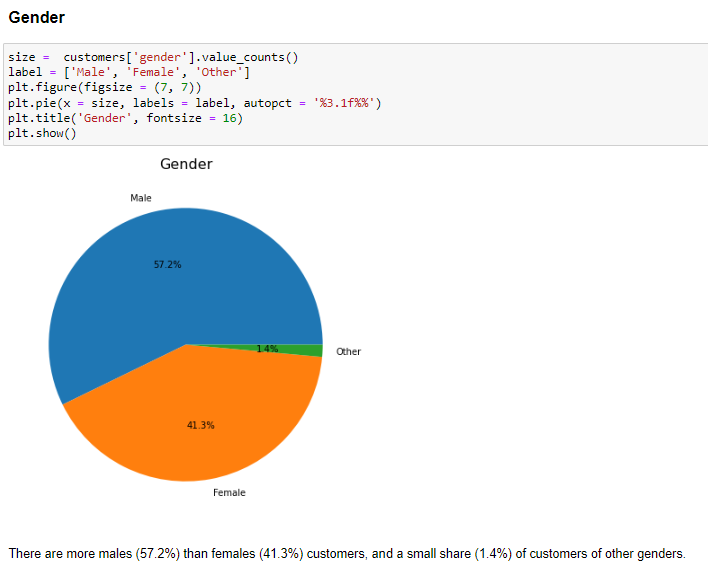 Gender
size =  customers['gender'].value_counts()
label = ['Male', 'Female', 'Other']
plt.figure(figsize = (7, 7))
plt.pie(x = size, labels = label, autopct = '%3.1f%%')
plt.title('Gender', fontsize = 16)
plt.show()
Gender
Male
57.2%
1.4%
Other
41.3%
Female
There are more males (57.2%) than females (41.3%) customers, and a small share (1.4%) of customers of other genders.